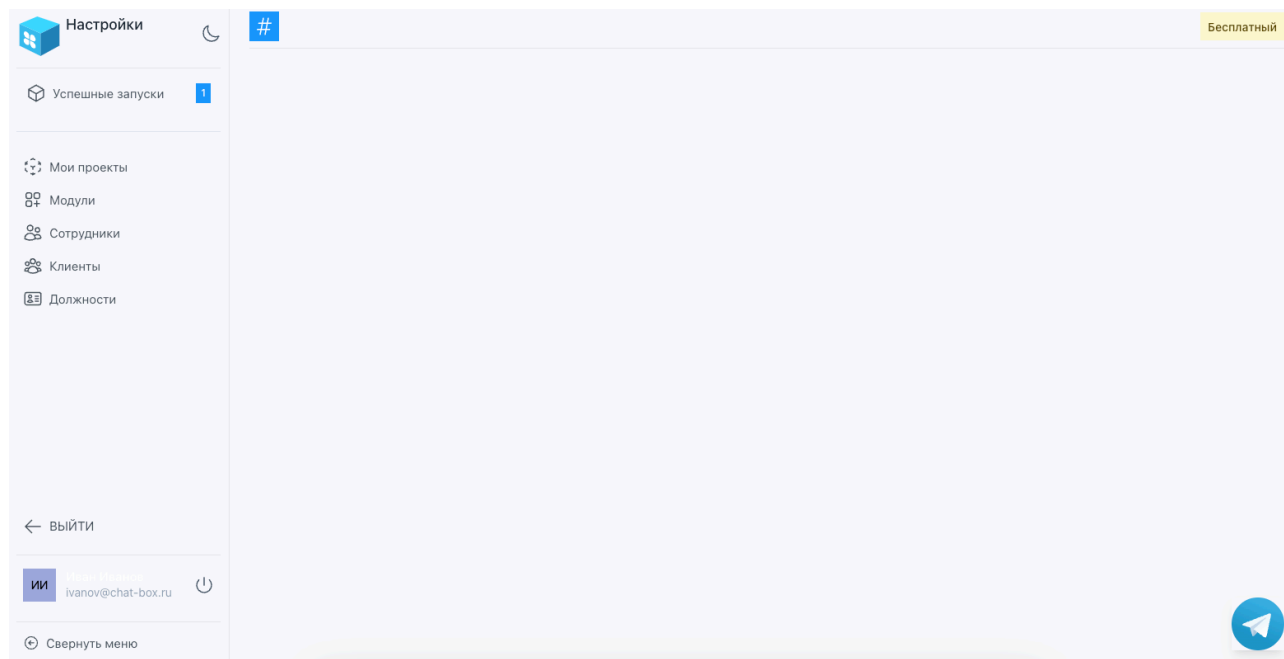 Настройки
#
Бесплатный
Успешные запуски 1
Мои проекты
Модули
Сотрудники
Клиенты
Должности
ВЫЙТИ
ИИ
ivanov@chat-box.ru
Свернуть меню